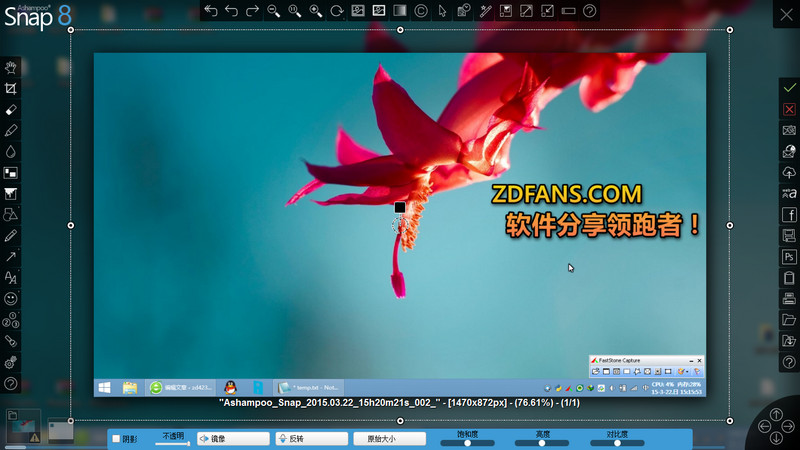 Ashampoo®
Snap 8
ZDFANS.COM
软件分享领跑者！
FastStone Capture
编辑文章 - zd423...
* temp.txt - Not...
CPU: 4% 内存:28%
15-3-22,日 15:15:53
"Ashampoo_Snap_2015.03.22_15h20m21s_002_" - [1470x872px] - (76.61%) - (1/1)
阴影
不透明
镜像
反转
原始大小
饱和度
高度
对比度